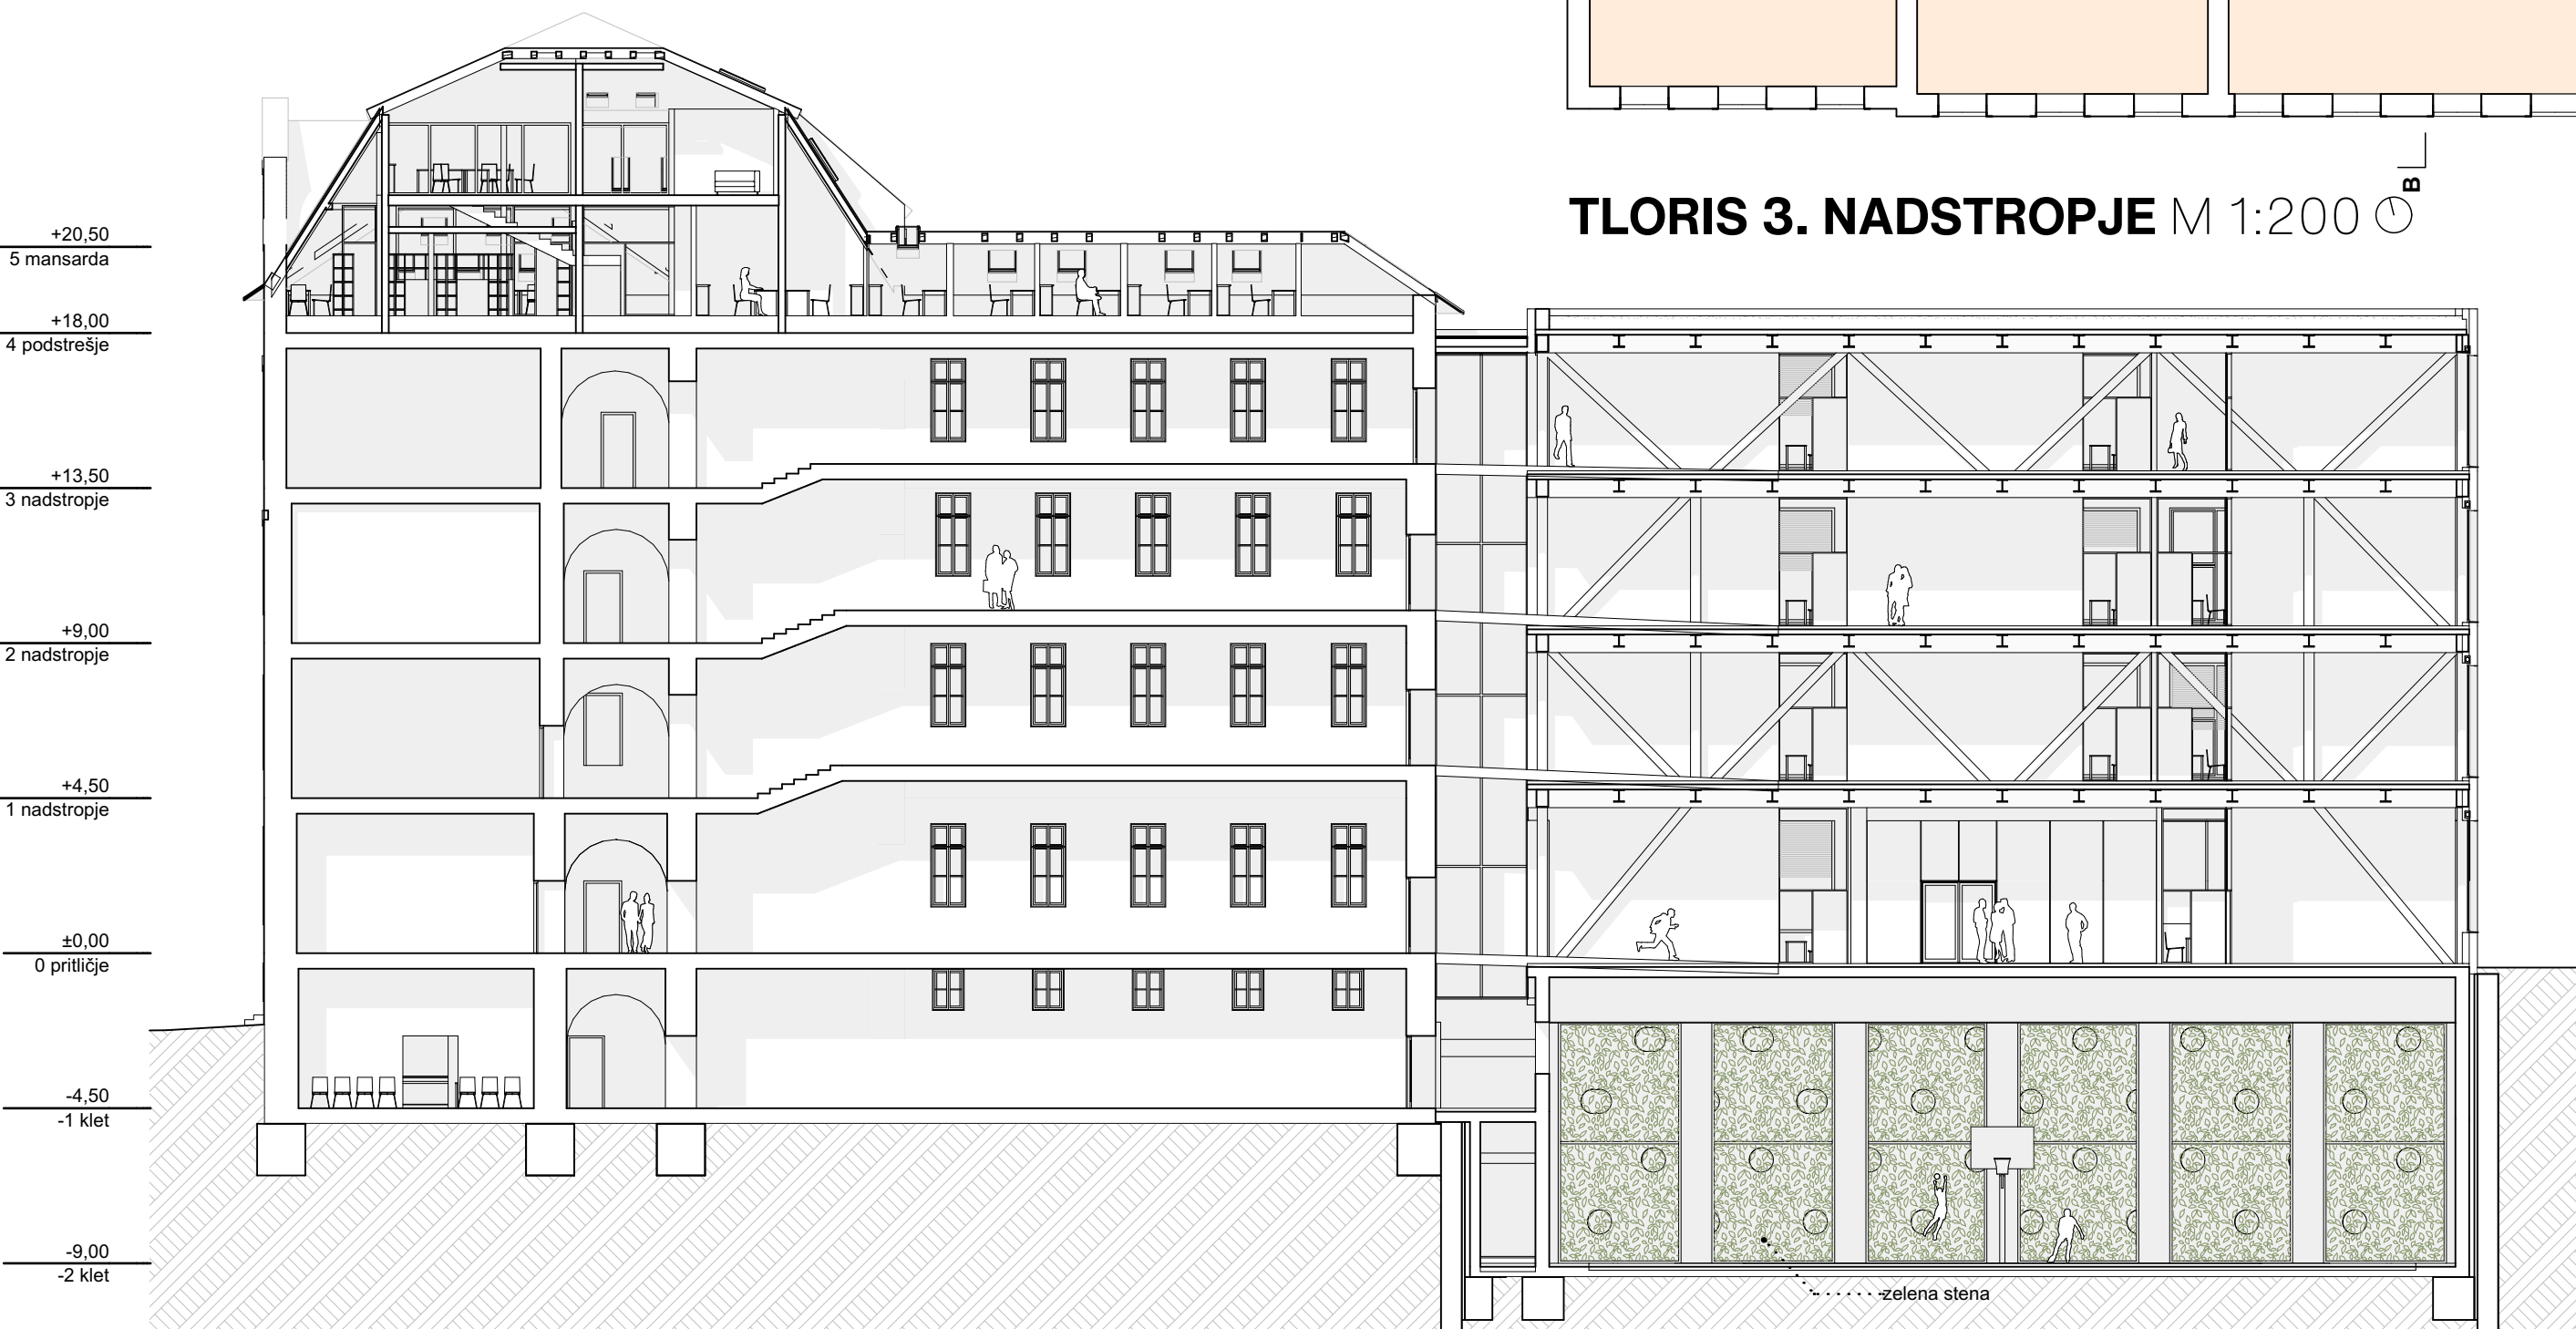 B
TLORIS 3. NADSTROPJE M 1:200
+20,50
5 mansarda
+18,00
4 podstrešje
+13,50
3 nadstropje
+9,00
2 nadstropje
+4,50
1 nadstropje
±0,00
0 pritličje
-4,50
-1 klet
-9,00
-2 klet
zelena stena